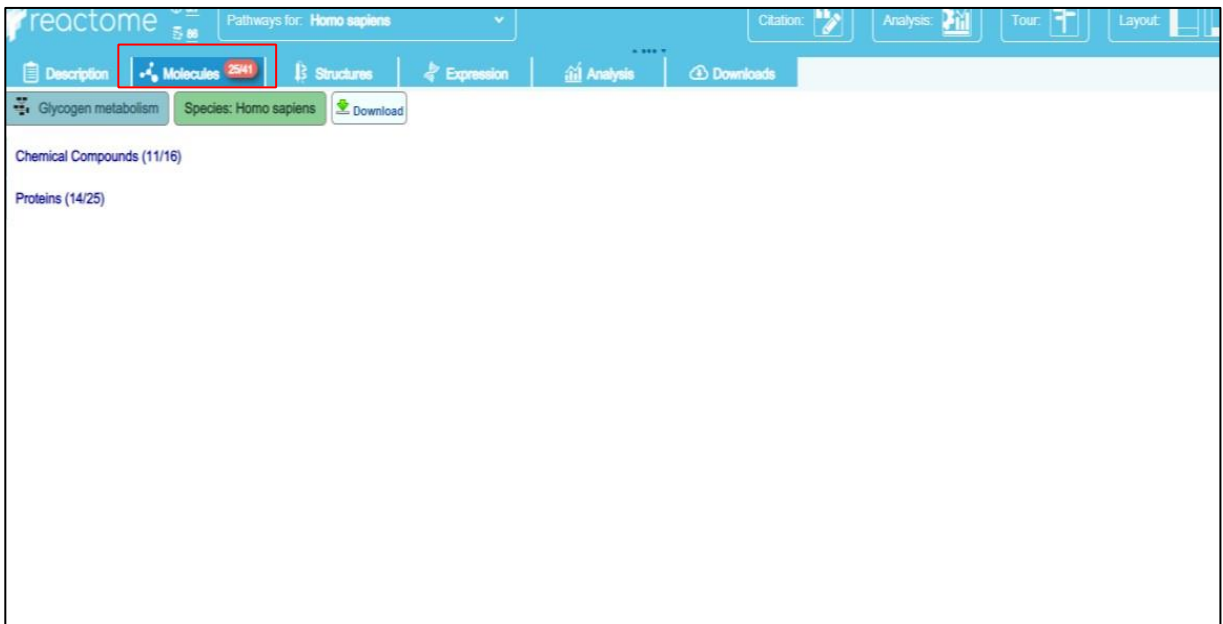 reactome
86
Pathways for: Homo sapiens
Citation:
Analysis:
Tour:
Layout:
Description
Molecules 25/41
Structures
Expression
Analysis
Downloads
Glycogen metabolism
Species: Homo sapiens
Download
Chemical Compounds (11/16)
Proteins (14/25)